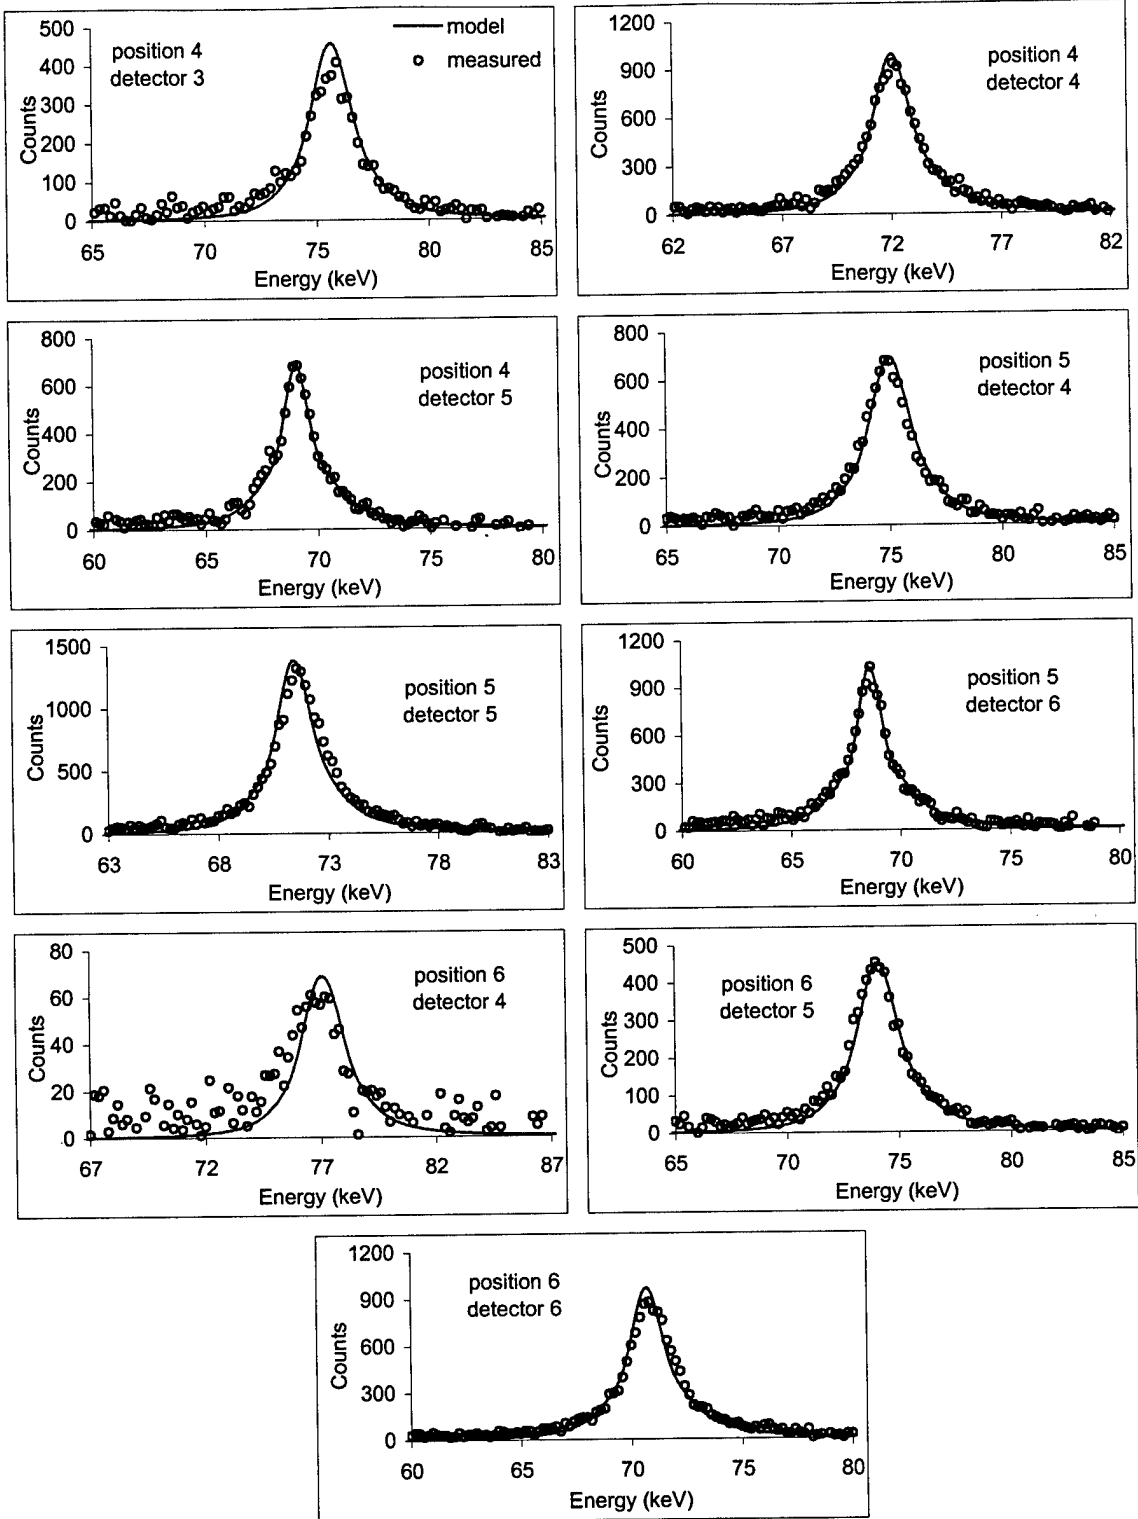 500
400
300
200
100
0
Counts
position 4
detector 3
model
measured
65 70 75 80 85
Energy (keV)
1200
900
600
300
0
Counts
position 4
detector 4
62 67 72 77 82
Energy (keV)
800
600
400
200
0
Counts
position 4
detector 5
60 65 70 75 80
Energy (keV)
800
600
400
200
0
Counts
position 5
detector 4
65 70 75 80 85
Energy (keV)
1500
1000
500
0
Counts
position 5
detector 5
63 68 73 78 83
Energy (keV)
1200
900
600
300
0
Counts
position 5
detector 6
60 65 70 75 80
Energy (keV)
80
60
40
20
0
Counts
position 6
detector 4
67 72 77 82 87
Energy (keV)
500
400
300
200
100
0
Counts
position 6
detector 5
65 70 75 80 85
Energy (keV)
1200
900
600
300
0
Counts
position 6
detector 6
60 65 70 75 80
Energy (keV)